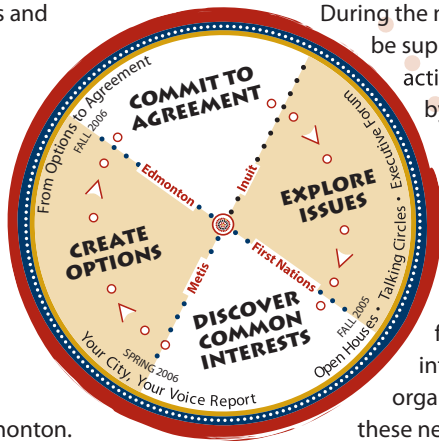 s and
During the r
be sup
acti
by
COMMIT TO
AGREEMENT
EXPLORE
ISSUES
DISCOVER
COMMON
INTERESTS
CREATE
OPTIONS
Edmonton
Inuit
First Nations
Metis
From Options to Agreement
FALL 2006
Open Houses • Talking Circles • Executive Forum
FALL 2005
Your City, Your Voice Report
SPRING 2006
f
int
orga
these ne
monton.